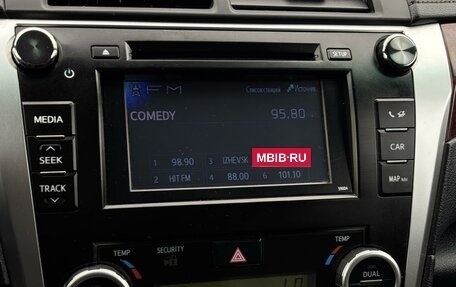 SETUP
FM
Список станций Источник
COMEDY 95.80
MEDIA
SEEK
TRACK
CAR
MAP
1 98.90 3 IZHEVSK
MBIB-RU
2 HIT FM 4 88.00 6 101.10
TEMP
SECURITY
TEMP
DUAL